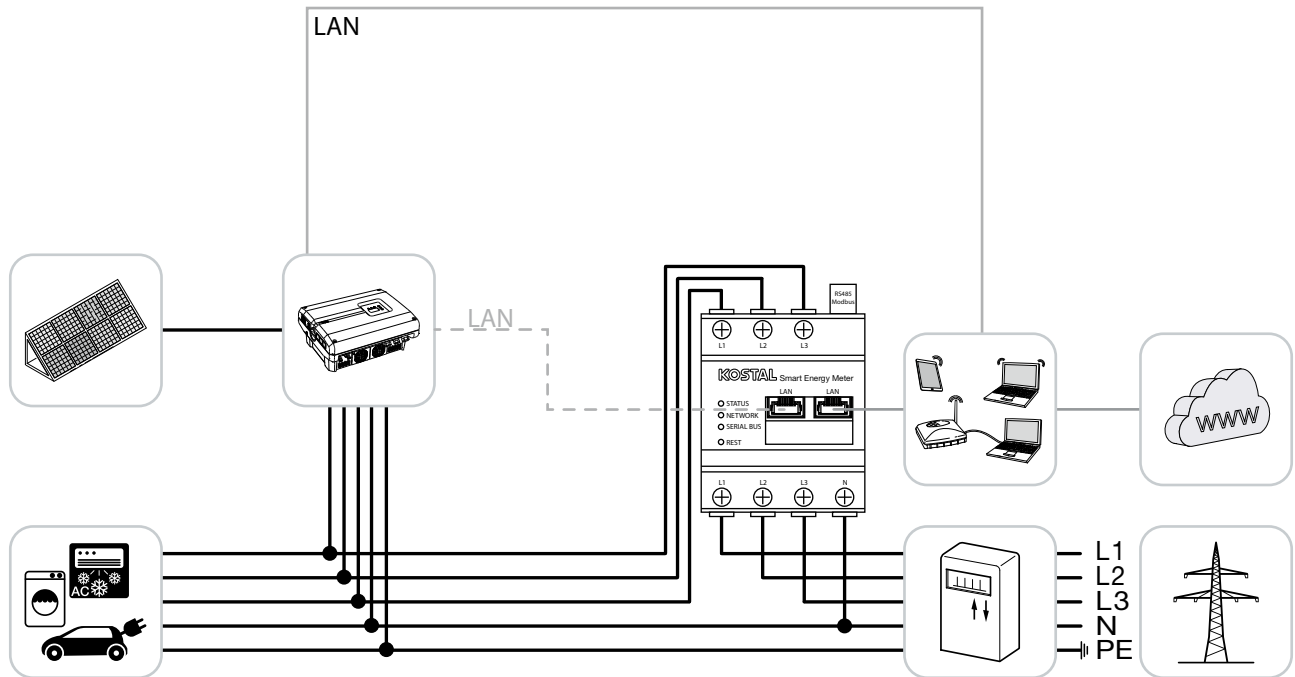 LAN
RS485
Modbus
LAN
L1 L2 L3
KOSTAL Smart Energy Meter
LAN LAN
STATUS
NETWORK
SERIAL BUS
REST
WWW
L1 L2 L3 N
AC
L1
L2
L3
N
PE